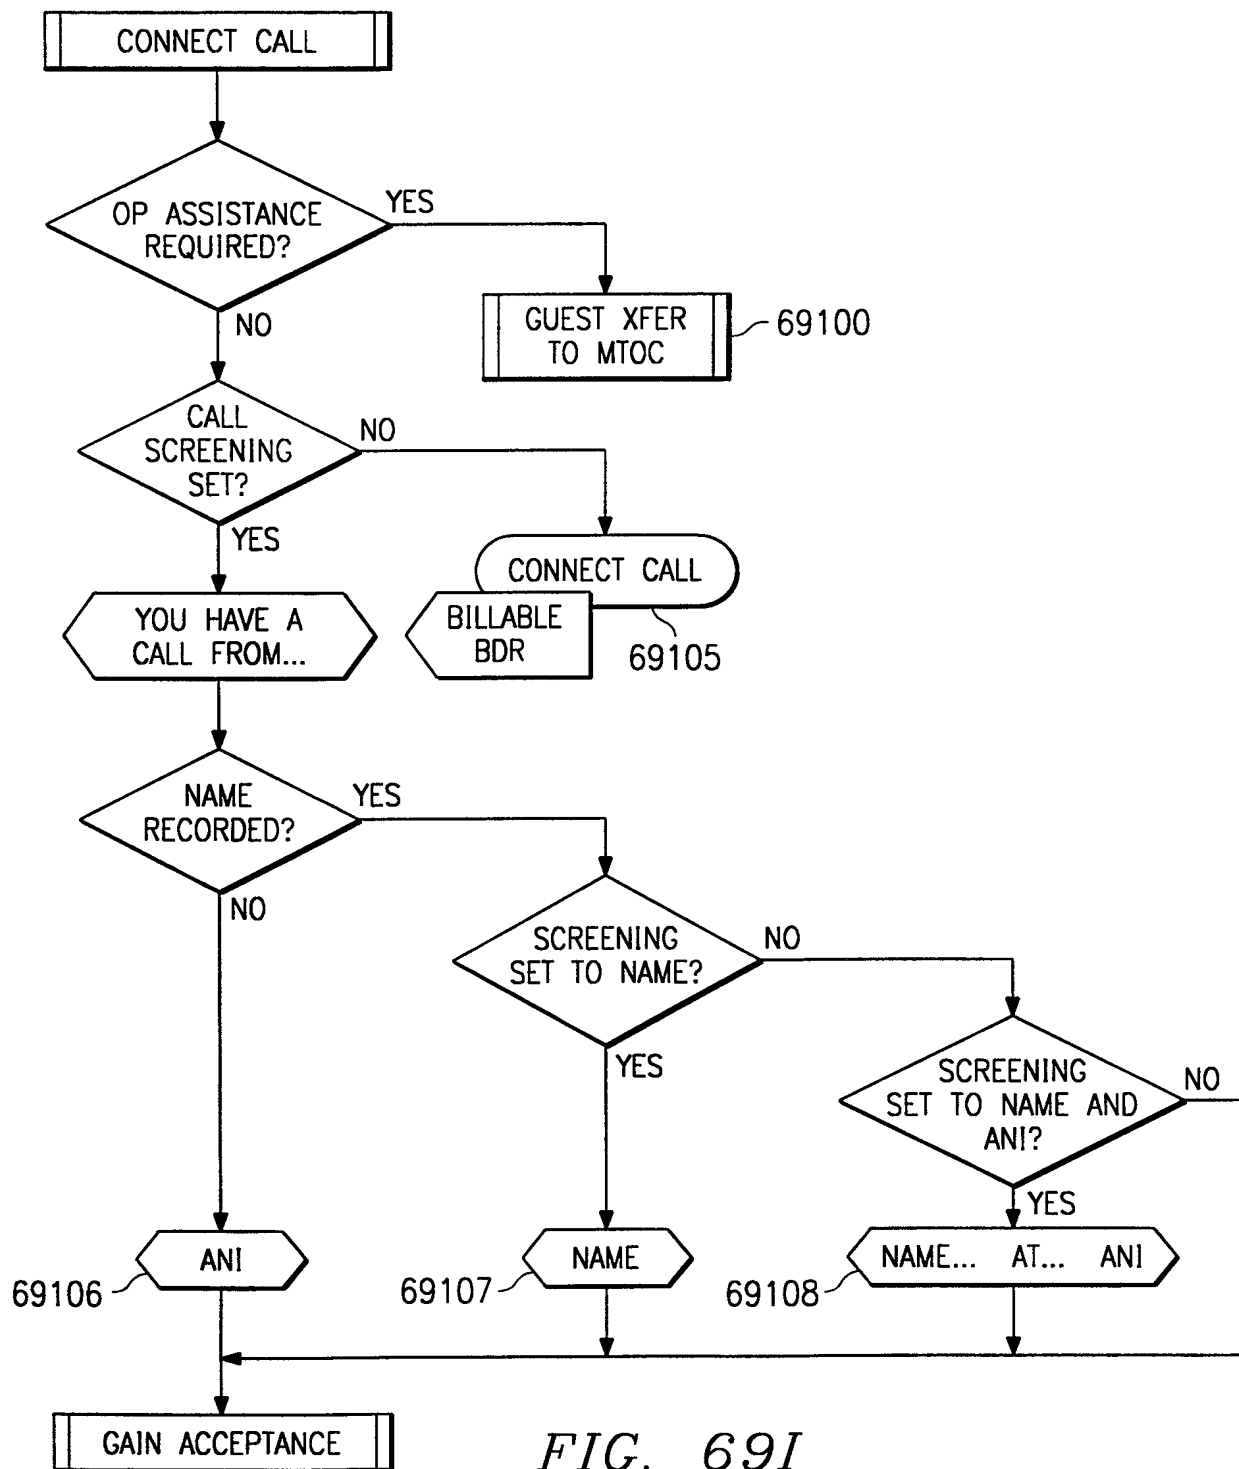 CONNECT CALL
OP ASSISTANCE
REQUIRED?
YES
NO
GUEST XFER
TO MTOC
69100
CALL
SCREENING
SET?
NO
YES
CONNECT CALL
BILLABLE
BDR
69105
YOU HAVE A
CALL FROM...
NAME
RECORDED?
YES
NO
SCREENING
SET TO NAME?
NO
YES
SCREENING
SET TO NAME AND
ANI?
NO
YES
ANI
69106
NAME
69107
NAME... AT... ANI
69108
GAIN ACCEPTANCE
FIG. 69I